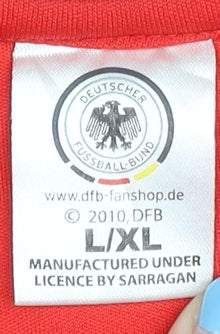 DEUTSCHER
FUSSBALL-BUND
www.dfb-fanshop.de
© 2010, DFB
L/XL
MANUFACTURED UNDER
LICENCE BY SARRAGAN